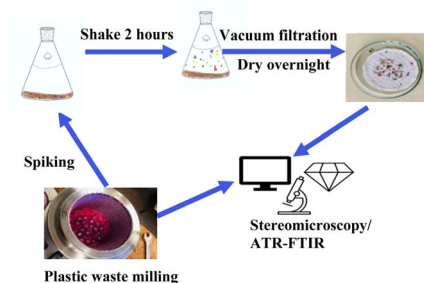 Shake 2 hours
Vacuum filtration
Dry overnight
Spiking
Stereomicroscopy/
ATR-FTIR
Plastic waste milling